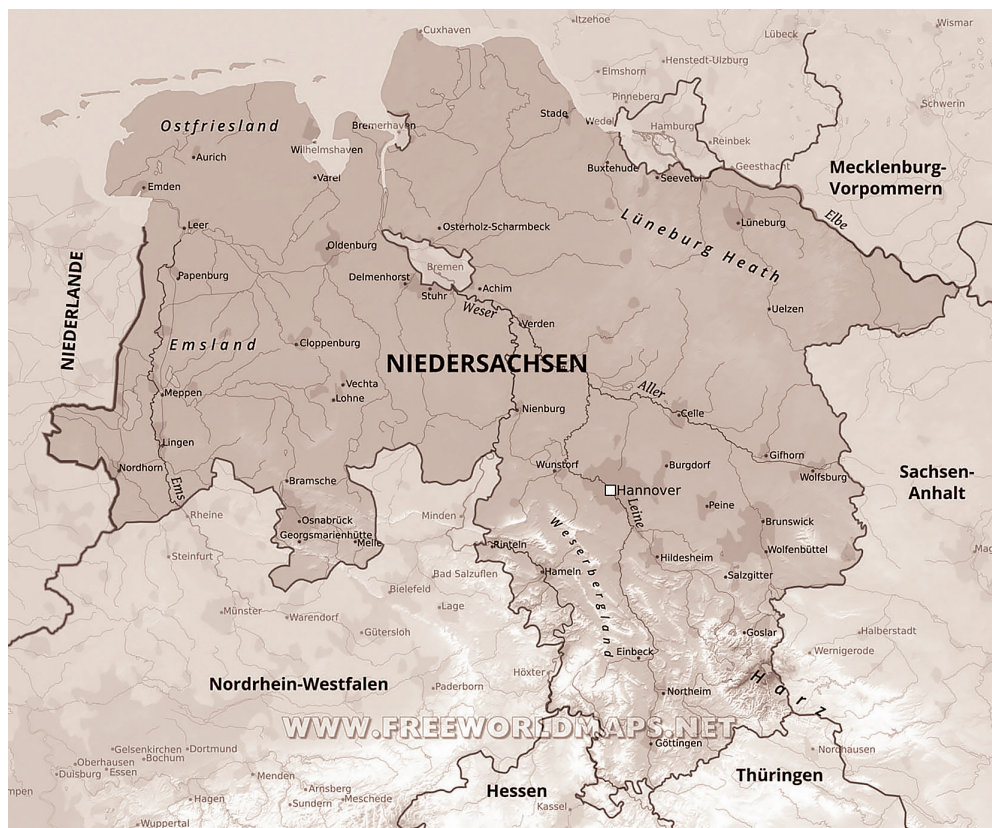 Cuxhaven
Itzehoe
Lübeck
Wismar
Henstedt-Ulzburg
Elmshorn
Pinneberg
Schwerin
Stade
Wedel
Ostfriesland
Bremerhaven
Hamburg
Reinbek
Wilhelmshaven
Aurich
Buxtehude
Geesthacht
Mecklenburg-
Vorpommern
Varel
Seevetal
Emden
Lüneburg Heath
Lüneburg
Elbe
Leer
Osterholz-Scharmbeck
Oldenburg
Bremen
NIEDERLANDE
Papenburg
Delmenhorst
Stuhr
Achim
Weser
Uelzen
Verden
Emsland
Cloppenburg
NIEDERSACHSEN
Vechta
Lohne
Aller
Meppen
Nienburg
Celle
Lingen
Gifhorn
Nordhorn
Wunstorf
Burgdorf
Wolfsburg
Sachsen-
Anhalt
Ems
Bramsche
Hannover
Leine
Peine
Rheine
Minden
Osnabrück
Brunswick
Georgsmarienhütte
Melle
Weserbergland
Rinteln
Wolfenbüttel
Steinfurt
Hildesheim
Hameln
Bad Salzuflen
Salzgitter
Bielefeld
Lage
Münster
Warendorf
Gütersloh
Goslar
Halberstadt
Einbeck
Wernigerode
Höxter
Harz
Nordrhein-Westfalen
Paderborn
Northeim
WWW.FREEWORLDMAPS.NET
Göttingen
Gelsenkirchen
Dortmund
Nordhausen
Bochum
Oberhausen
Essen
Duisburg
Menden
Thüringen
Hessen
Arnsberg
Hagen
Sundern
Meschede
Kassel
Wuppertal